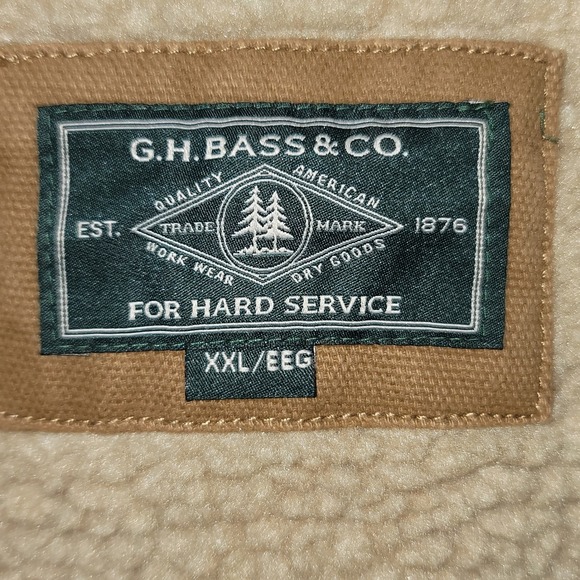 G.H. BASS & CO.
QUALITY AMERICAN
EST. TRADE MARK 1876
WORK WEAR DRY GOODS
FOR HARD SERVICE
XXL/EEG